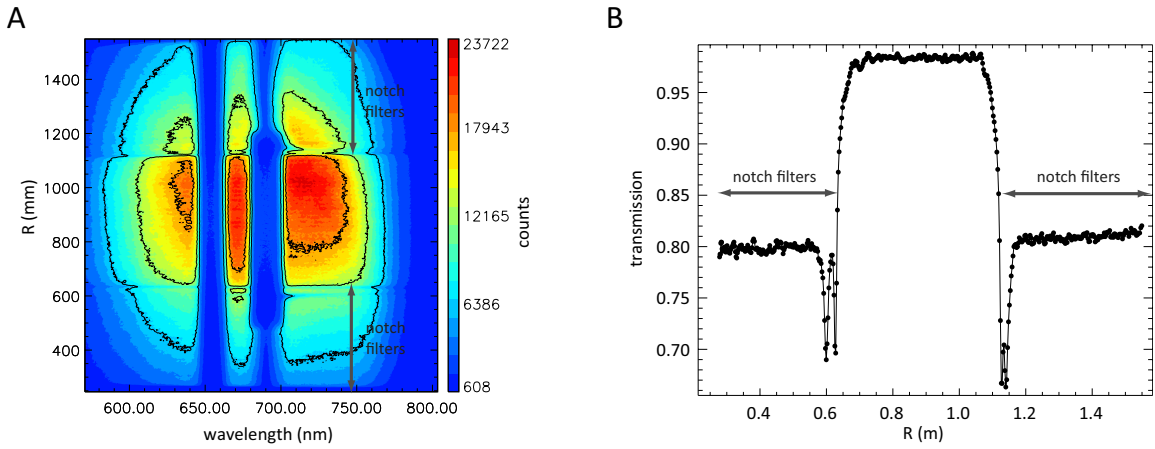 A
B
1400
1200
1000
800
600
400
R (mm)
600.00
650.00
700.00
750.00
800.00
wavelength (nm)
notch
filters
notch
filters
23722
17943
12165
6386
608
counts
0.95
0.90
0.85
0.80
0.75
0.70
transmission
0.4
0.6
0.8
1.0
1.2
1.4
R (m)
notch filters
notch filters